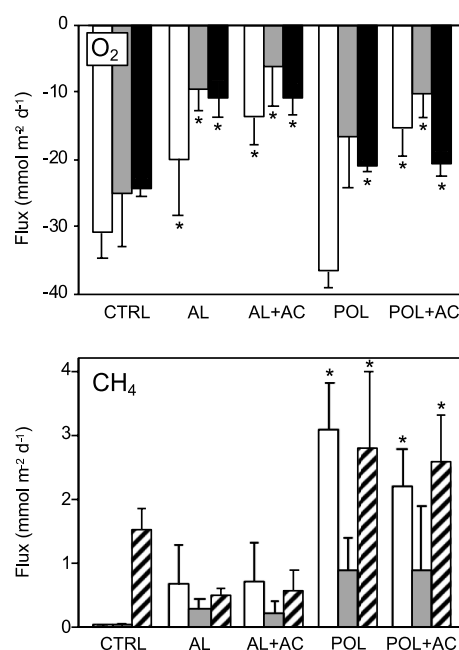 0
O₂
-10
-20
-30
-40
Flux (mmol m⁻² d⁻¹)
* * * * * * * * * *
CTRL AL AL+AC POL POL+AC
4
CH₄
3
2
1
0
Flux (mmol m⁻² d⁻¹)
* * * *
CTRL AL AL+AC POL POL+AC